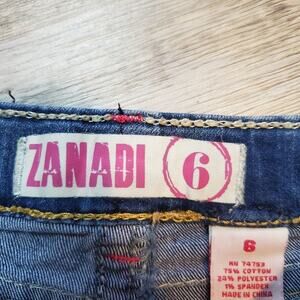 ZANADI 6
6
RN 74753
75% COTTON
24% POLYESTER
1% SPANDEX
MADE IN CHINA